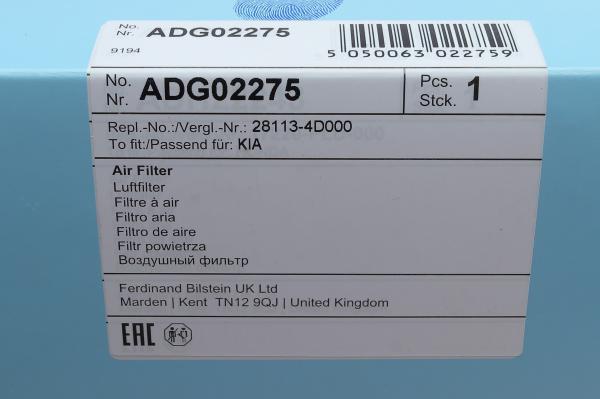 No.
Nr. ADG02275
9194
5 050063 022759
No.
Nr. ADG02275
Pcs.
Stck. 1
Repl.-No.:/Vergl.-Nr.: 28113-4D000
To fit:/Passend für: KIA
Air Filter
Luftfilter
Filtre à air
Filtro aria
Filtro de aire
Filtr powietrza
Воздушный фильтр
Ferdinand Bilstein UK Ltd
Marden | Kent TN12 9QJ | United Kingdom
EAC